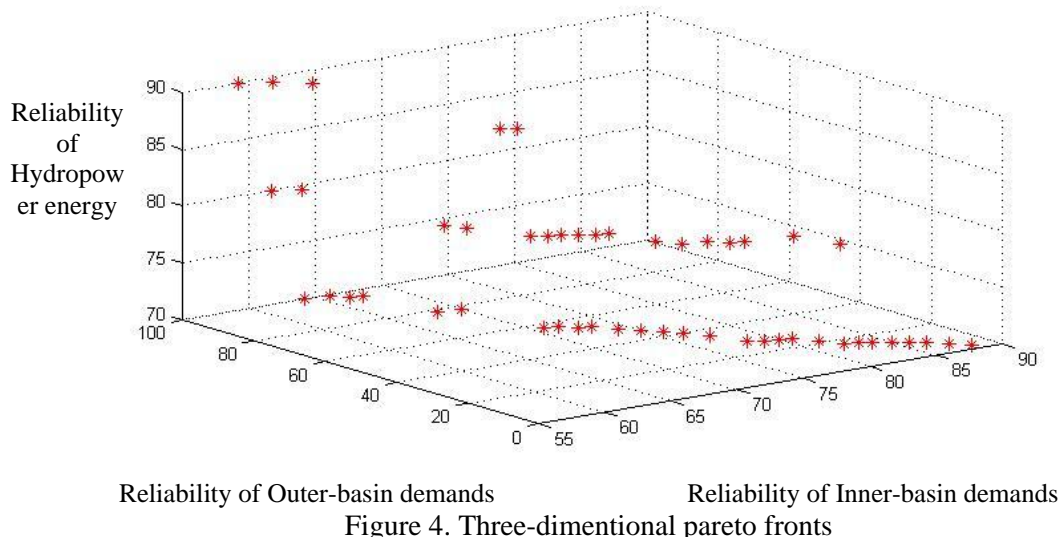 90
Reliability
of
Hydropow
er energy
85
80
75
70
100
80
60
40
20
0
55
60
65
70
75
80
85
90
Reliability of Outer-basin demands
Reliability of Inner-basin demands
Figure 4. Three-dimentional pareto fronts